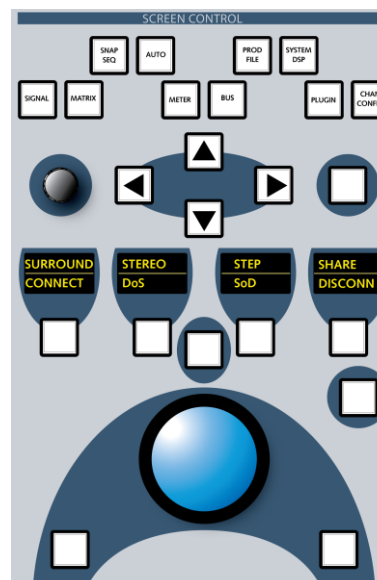 SCREEN CONTROL
SNAP
SEQ
AUTO
PROD
FILE
SYSTEM
DSP
SIGNAL
MATRIX
METER
BUS
PLUGIN
SURROUND
CONNECT
STEREO
DoS
STEP
SoD
SHARE
DISCONN